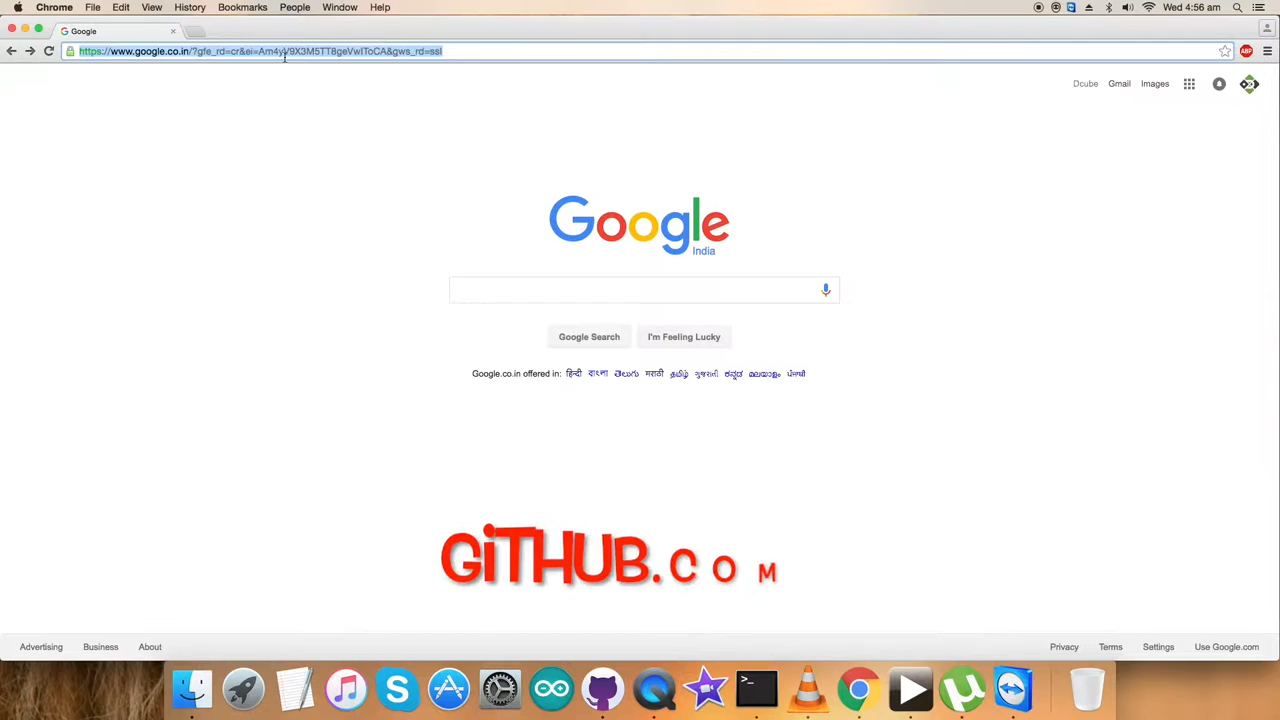 Chrome File Edit View History Bookmarks People Window Help Wed 4:56 am
Google
https://www.google.co.in/?gfe_rd=cr&ei=Am4yV9X3M5TT8geVwIToCA&gws_rd=ssl ABP
Dcube Gmail Images
Google
India
Google Search I'm Feeling Lucky
Google.co.in offered in: हिन्दी বাংলা తెలుగు मराठी தமிழ் ગુજરાતી ಕನ್ನಡ മലയാളം ਪੰਜਾਬੀ
GiTHUB.COM
Advertising Business About Privacy Terms Settings Use Google.com